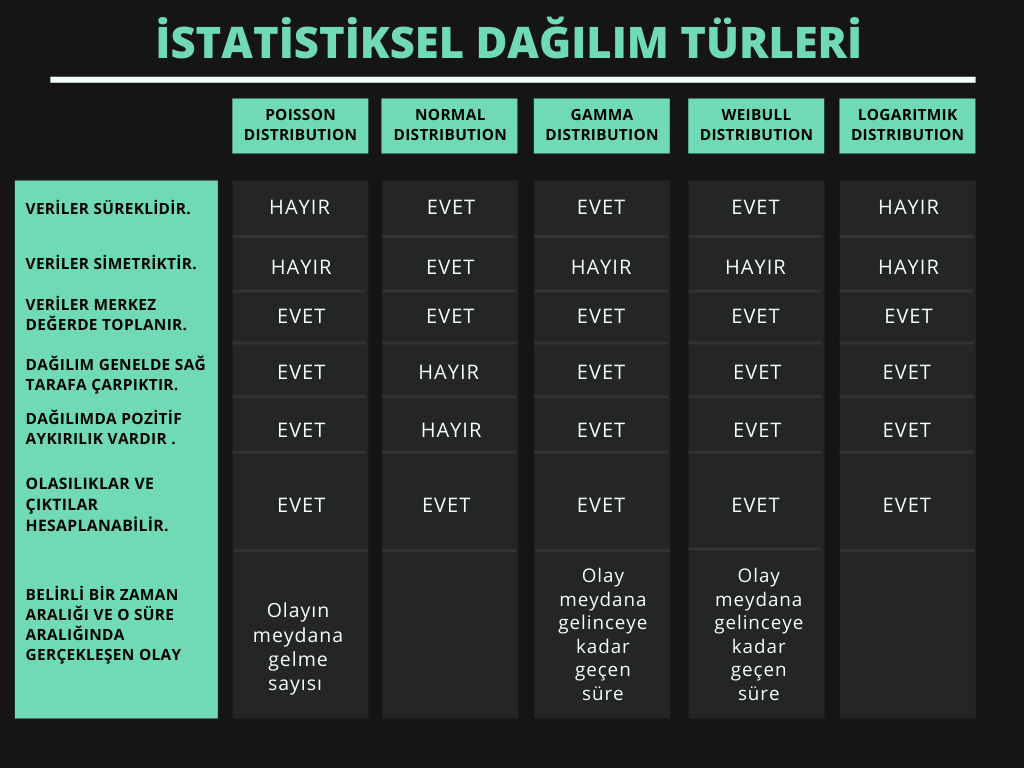 İSTATİSTİKSEL DAĞILIM TÜRLERİ
POISSON
DISTRIBUTION
NORMAL
DISTRIBUTION
GAMMA
DISTRIBUTION
WEIBULL
DISTRIBUTION
LOGARITMIK
DISTRIBUTION
VERİLER SÜREKLİDİR.
HAYIR
EVET
EVET
EVET
HAYIR
VERİLER SİMETRİKTİR.
HAYIR
EVET
HAYIR
HAYIR
HAYIR
VERİLER MERKEZ
DEĞERDE TOPLANIR.
EVET
EVET
EVET
EVET
EVET
DAĞILIM GENELDE SAĞ
TARAFA ÇARPIKTIR.
EVET
HAYIR
EVET
EVET
EVET
DAĞILIMDA POZİTİF
AYKIRILIK VARDIR .
EVET
HAYIR
EVET
EVET
EVET
OLASILIKLAR VE
ÇIKTILAR
HESAPLANABİLİR.
EVET
EVET
EVET
EVET
EVET
BELİRLİ BİR ZAMAN
ARALIĞI VE O SÜRE
ARALIĞINDA
GERÇEKLEŞEN OLAY
Olayın
meydana
gelme
sayısı
Olay
meydana
gelinceye
kadar
geçen
süre
Olay
meydana
gelinceye
kadar
geçen
süre